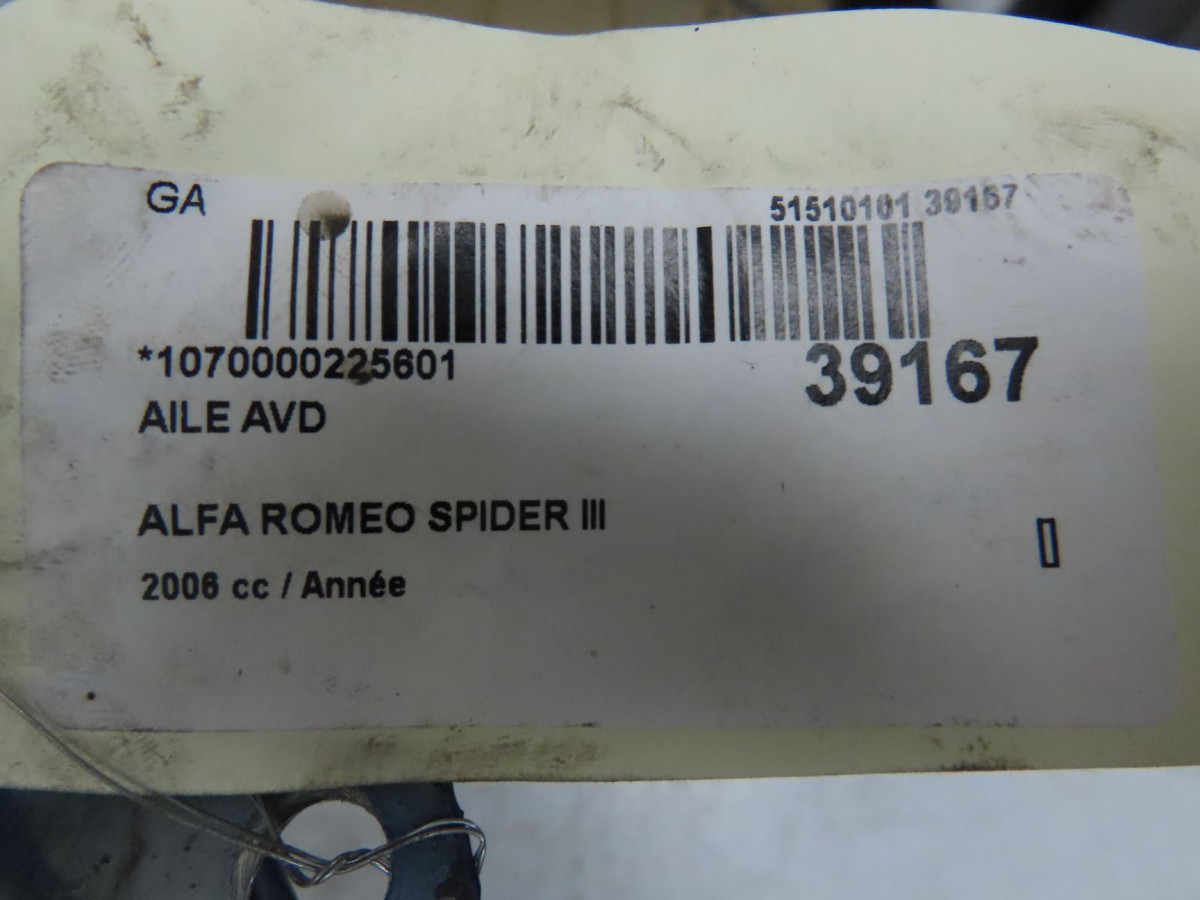 GA
51510101 39167
*1070000225601
39167
AILE AVD
ALFA ROMEO SPIDER III
2006 cc / Année